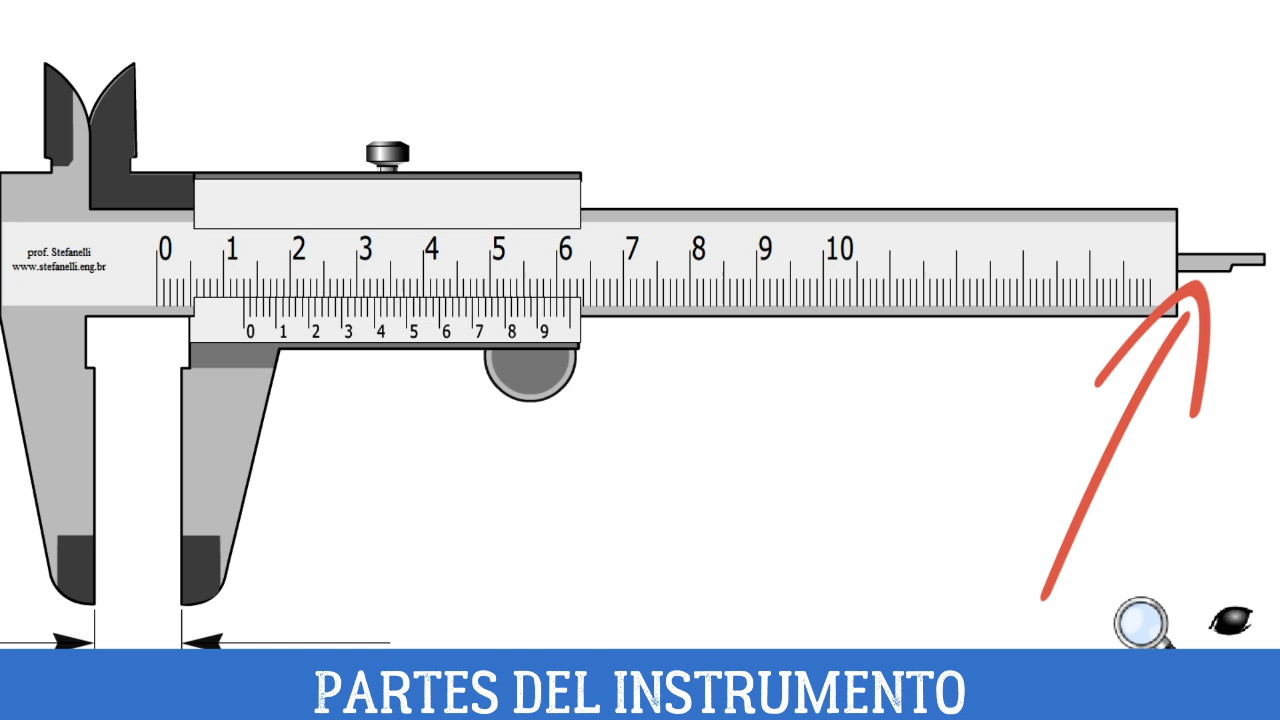 prof. Stefanelli
www.stefanelli.eng.br
0 1 2 3 4 5 6 7 8 9 10
0 1 2 3 4 5 6 7 8 9
PARTES DEL INSTRUMENTO